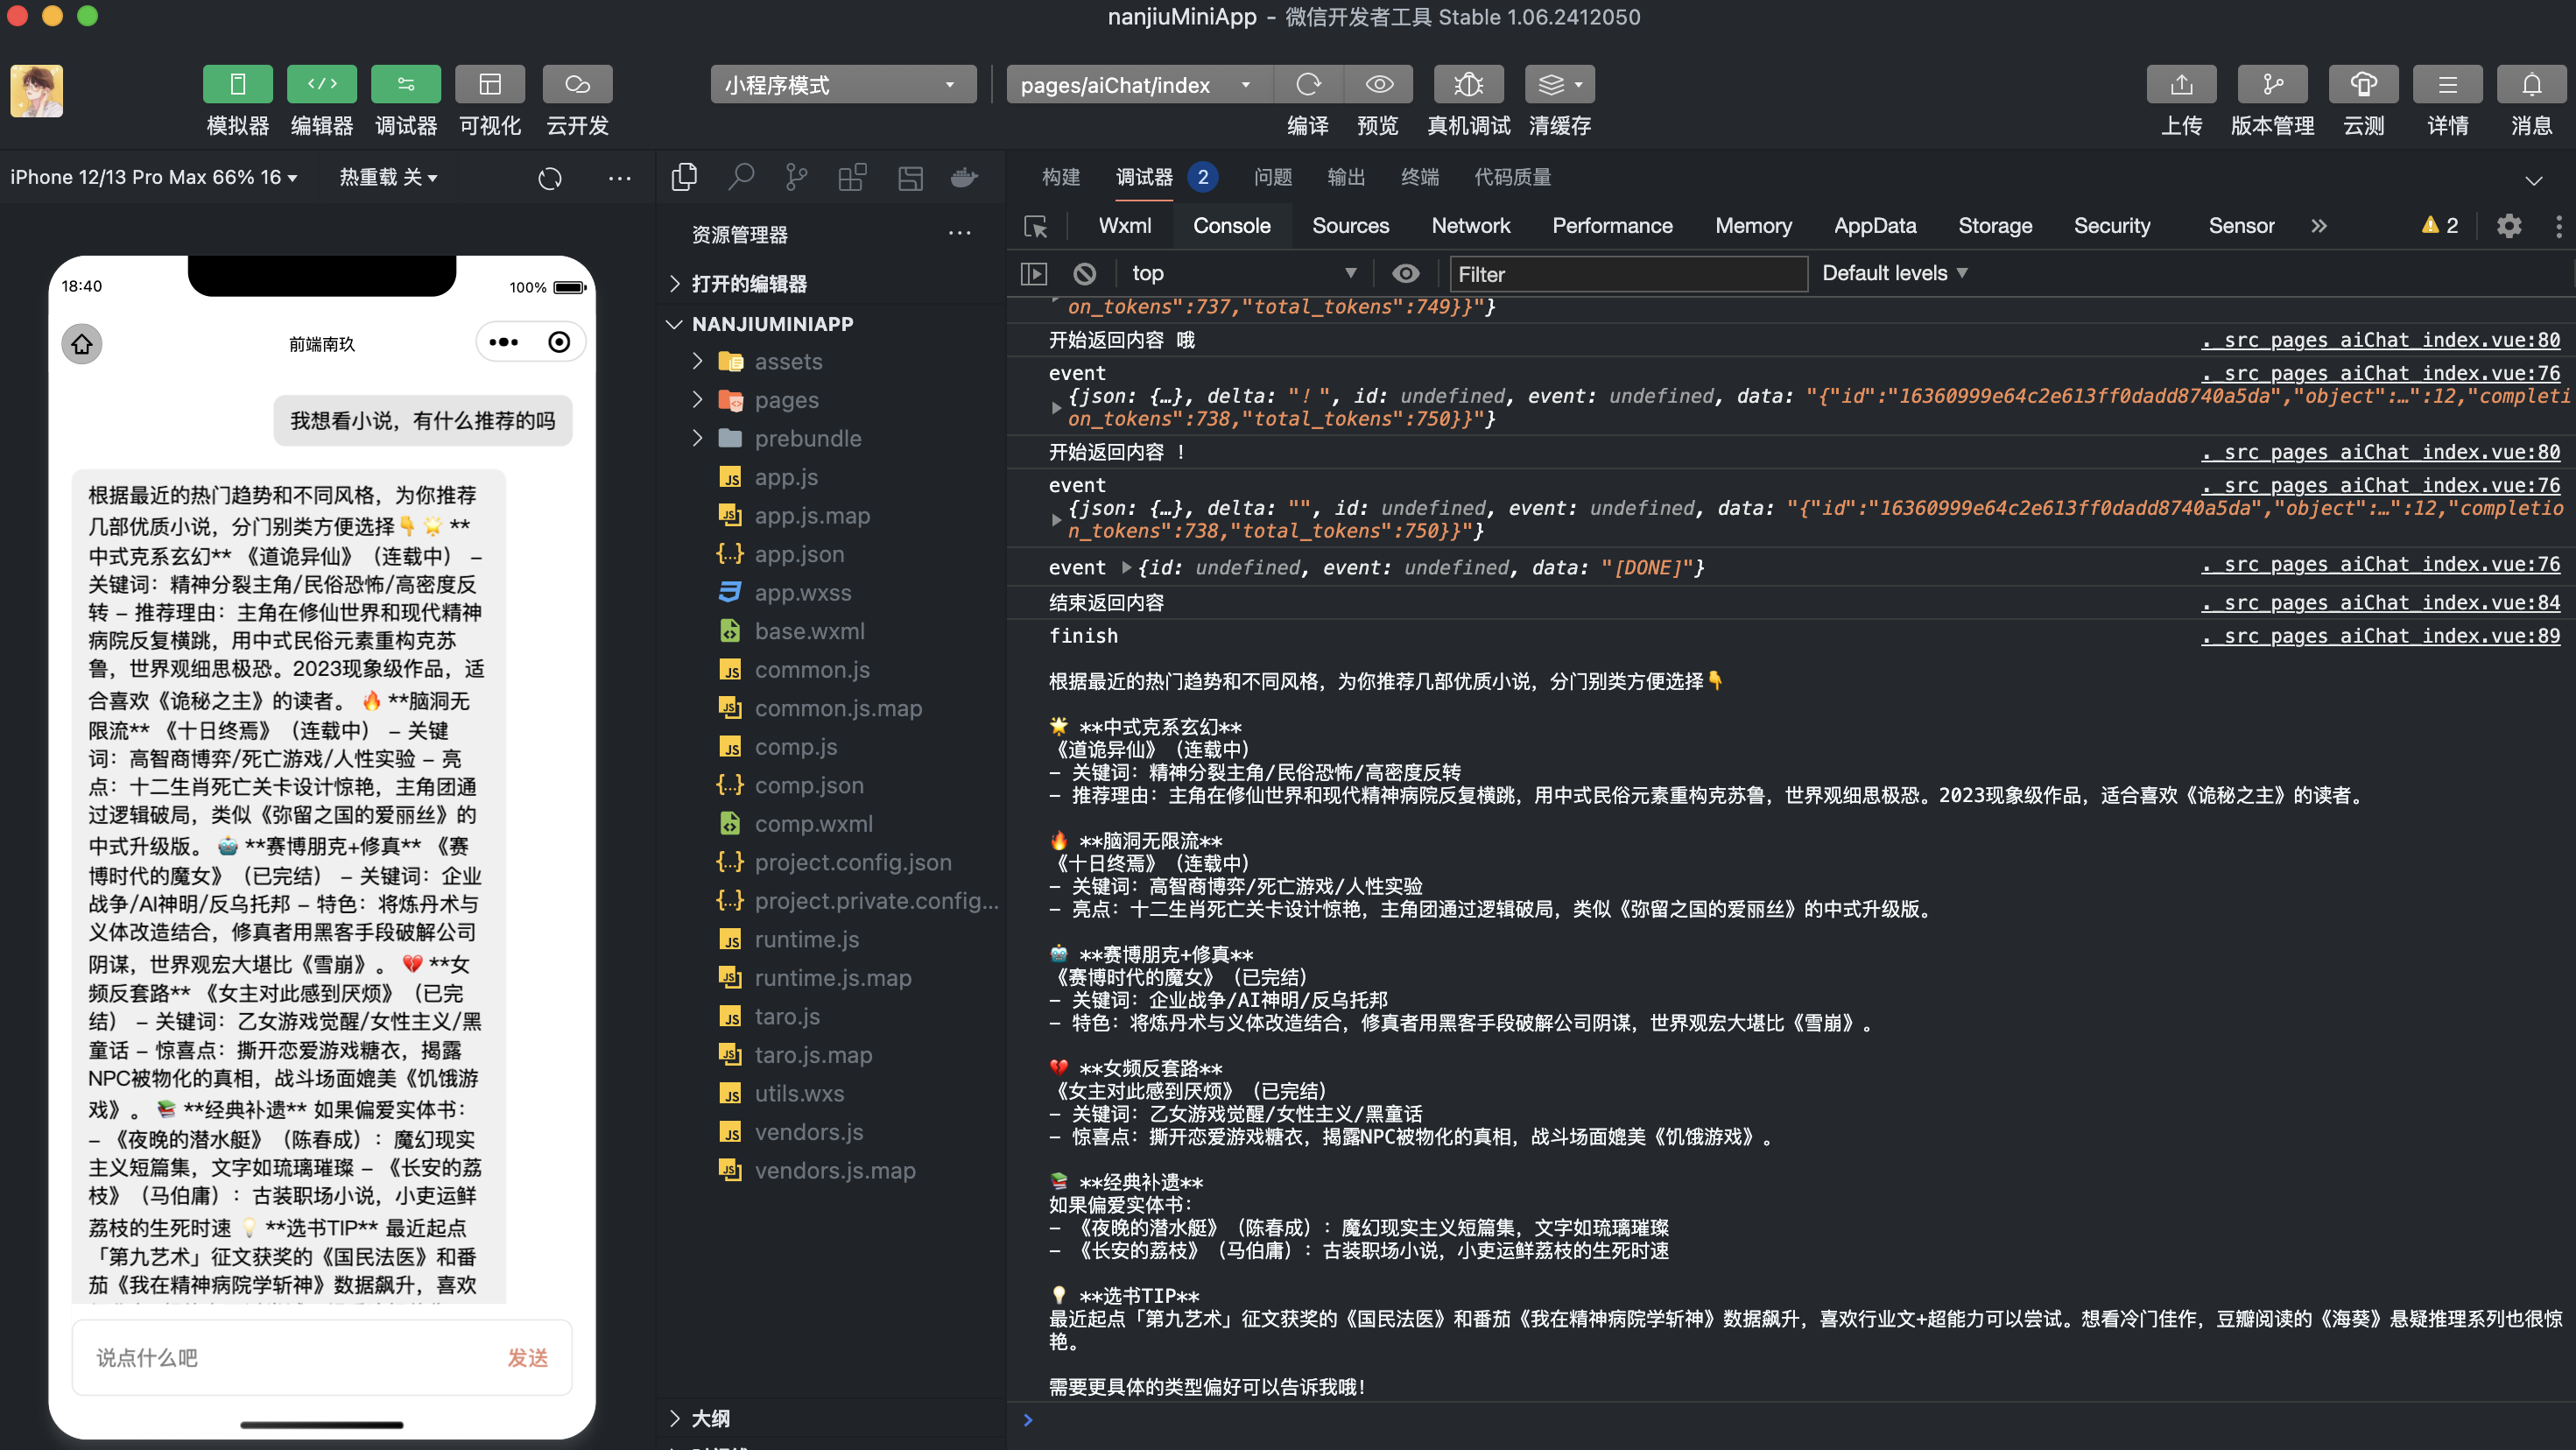 nanjiuMiniApp - 微信开发者工具 Stable 1.06.2412050
小程序模式
pages/aiChat/index
模拟器 编辑器 调试器 可视化 云开发
编译 预览 真机调试 清缓存
上传 版本管理 云测 详情 消息
iPhone 12/13 Pro Max 66% 16
热重载 关
18:40
100%
前端南玖
我想看小说，有什么推荐的吗
根据最近的热门趋势和不同风格，为你推荐
几部优质小说，分门别类方便选择👇 🌟 **
中式克系玄幻** 《道诡异仙》（连载中） -
关键词：精神分裂主角/民俗恐怖/高密度反
转 - 推荐理由：主角在修仙世界和现代精神
病院反复横跳，用中式民俗元素重构克苏
鲁，世界观细思极恐。2023现象级作品，适
合喜欢《诡秘之主》的读者。 🔥 **脑洞无
限流** 《十日终焉》（连载中） - 关键
词：高智商博弈/死亡游戏/人性实验 - 亮
点：十二生肖死亡关卡设计惊艳，主角团通
过逻辑破局，类似《弥留之国的爱丽丝》的
中式升级版。 🤖 **赛博朋克+修真** 《赛
博时代的魔女》（已完结） - 关键词：企业
战争/AI神明/反乌托邦 - 特色：将炼丹术与
义体改造结合，修真者用黑客手段破解公司
阴谋，世界观宏大堪比《雪崩》。 💔 **女
频反套路** 《女主对此感到厌烦》（已完
结） - 关键词：乙女游戏觉醒/女性主义/黑
童话 - 惊喜点：撕开恋爱游戏糖衣，揭露
NPC被物化的真相，战斗场面媲美《饥饿游
戏》。 📚 **经典补遗** 如果偏爱实体书：
- 《夜晚的潜水艇》（陈春成）：魔幻现实
主义短篇集，文字如琉璃璀璨 - 《长安的荔
枝》（马伯庸）：古装职场小说，小吏运鲜
荔枝的生死时速 💡 **选书TIP** 最近起点
「第九艺术」征文获奖的《国民法医》和番
茄《我在精神病院学斩神》数据飙升，喜欢
说点什么吧
发送
资源管理器
打开的编辑器
NANJIUMINIAPP
assets
pages
prebundle
app.js
app.js.map
app.json
app.wxss
base.wxml
common.js
common.js.map
comp.js
comp.json
comp.wxml
project.config.json
project.private.config...
runtime.js
runtime.js.map
taro.js
taro.js.map
utils.wxs
vendors.js
vendors.js.map
大纲
构建 调试器 2 问题 输出 终端 代码质量
Wxml Console Sources Network Performance Memory AppData Storage Security Sensor 2
top Filter Default levels
on_tokens":737,"total_tokens":749}}"}
开始返回内容 哦 ._src_pages_aiChat_index.vue:80
event ._src_pages_aiChat_index.vue:76
{json: {…}, delta: "！", id: undefined, event: undefined, data: "{"id":"16360999e64c2e613ff0dadd8740a5da","object":…":12,"completi
on_tokens":738,"total_tokens":750}}"}
开始返回内容 ！ ._src_pages_aiChat_index.vue:80
event ._src_pages_aiChat_index.vue:76
{json: {…}, delta: "", id: undefined, event: undefined, data: "{"id":"16360999e64c2e613ff0dadd8740a5da","object":…":12,"completio
n_tokens":738,"total_tokens":750}}"}
event {id: undefined, event: undefined, data: "[DONE]"} ._src_pages_aiChat_index.vue:76
结束返回内容 ._src_pages_aiChat_index.vue:84
finish ._src_pages_aiChat_index.vue:89
根据最近的热门趋势和不同风格，为你推荐几部优质小说，分门别类方便选择👇
🌟 **中式克系玄幻**
《道诡异仙》（连载中）
- 关键词：精神分裂主角/民俗恐怖/高密度反转
- 推荐理由：主角在修仙世界和现代精神病院反复横跳，用中式民俗元素重构克苏鲁，世界观细思极恐。2023现象级作品，适合喜欢《诡秘之主》的读者。
🔥 **脑洞无限流**
《十日终焉》（连载中）
- 关键词：高智商博弈/死亡游戏/人性实验
- 亮点：十二生肖死亡关卡设计惊艳，主角团通过逻辑破局，类似《弥留之国的爱丽丝》的中式升级版。
🤖 **赛博朋克+修真**
《赛博时代的魔女》（已完结）
- 关键词：企业战争/AI神明/反乌托邦
- 特色：将炼丹术与义体改造结合，修真者用黑客手段破解公司阴谋，世界观宏大堪比《雪崩》。
💔 **女频反套路**
《女主对此感到厌烦》（已完结）
- 关键词：乙女游戏觉醒/女性主义/黑童话
- 惊喜点：撕开恋爱游戏糖衣，揭露NPC被物化的真相，战斗场面媲美《饥饿游戏》。
📚 **经典补遗**
如果偏爱实体书：
- 《夜晚的潜水艇》（陈春成）：魔幻现实主义短篇集，文字如琉璃璀璨
- 《长安的荔枝》（马伯庸）：古装职场小说，小吏运鲜荔枝的生死时速
💡 **选书TIP**
最近起点「第九艺术」征文获奖的《国民法医》和番茄《我在精神病院学斩神》数据飙升，喜欢行业文+超能力可以尝试。想看冷门佳作，豆瓣阅读的《海葵》悬疑推理系列也很惊
艳。
需要更具体的类型偏好可以告诉我哦！